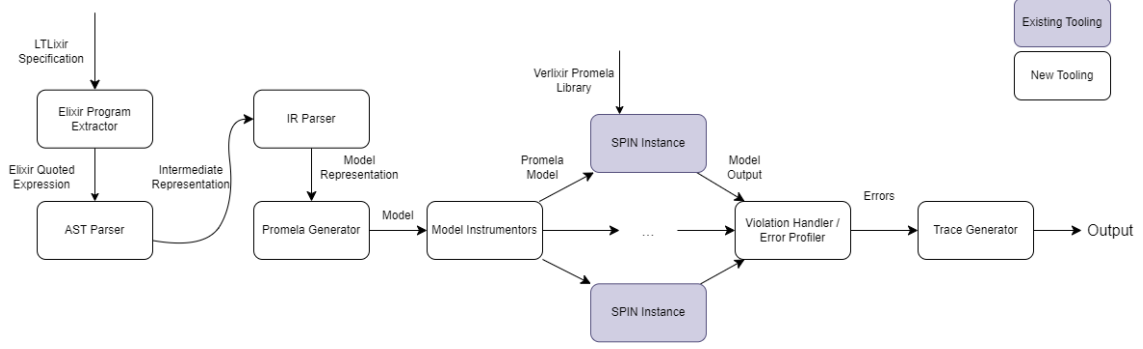 Existing Tooling
New Tooling
LTLixir
Specification
Elixir Program
Extractor
Elixir Quoted
Expression
AST Parser
Intermediate
Representation
IR Parser
Model
Representation
Promela Generator
Model
Model Instrumentors
Promela
Model
Verlixir Promela
Library
SPIN Instance
...
SPIN Instance
Model
Output
Violation Handler /
Error Profiler
Errors
Trace Generator
Output